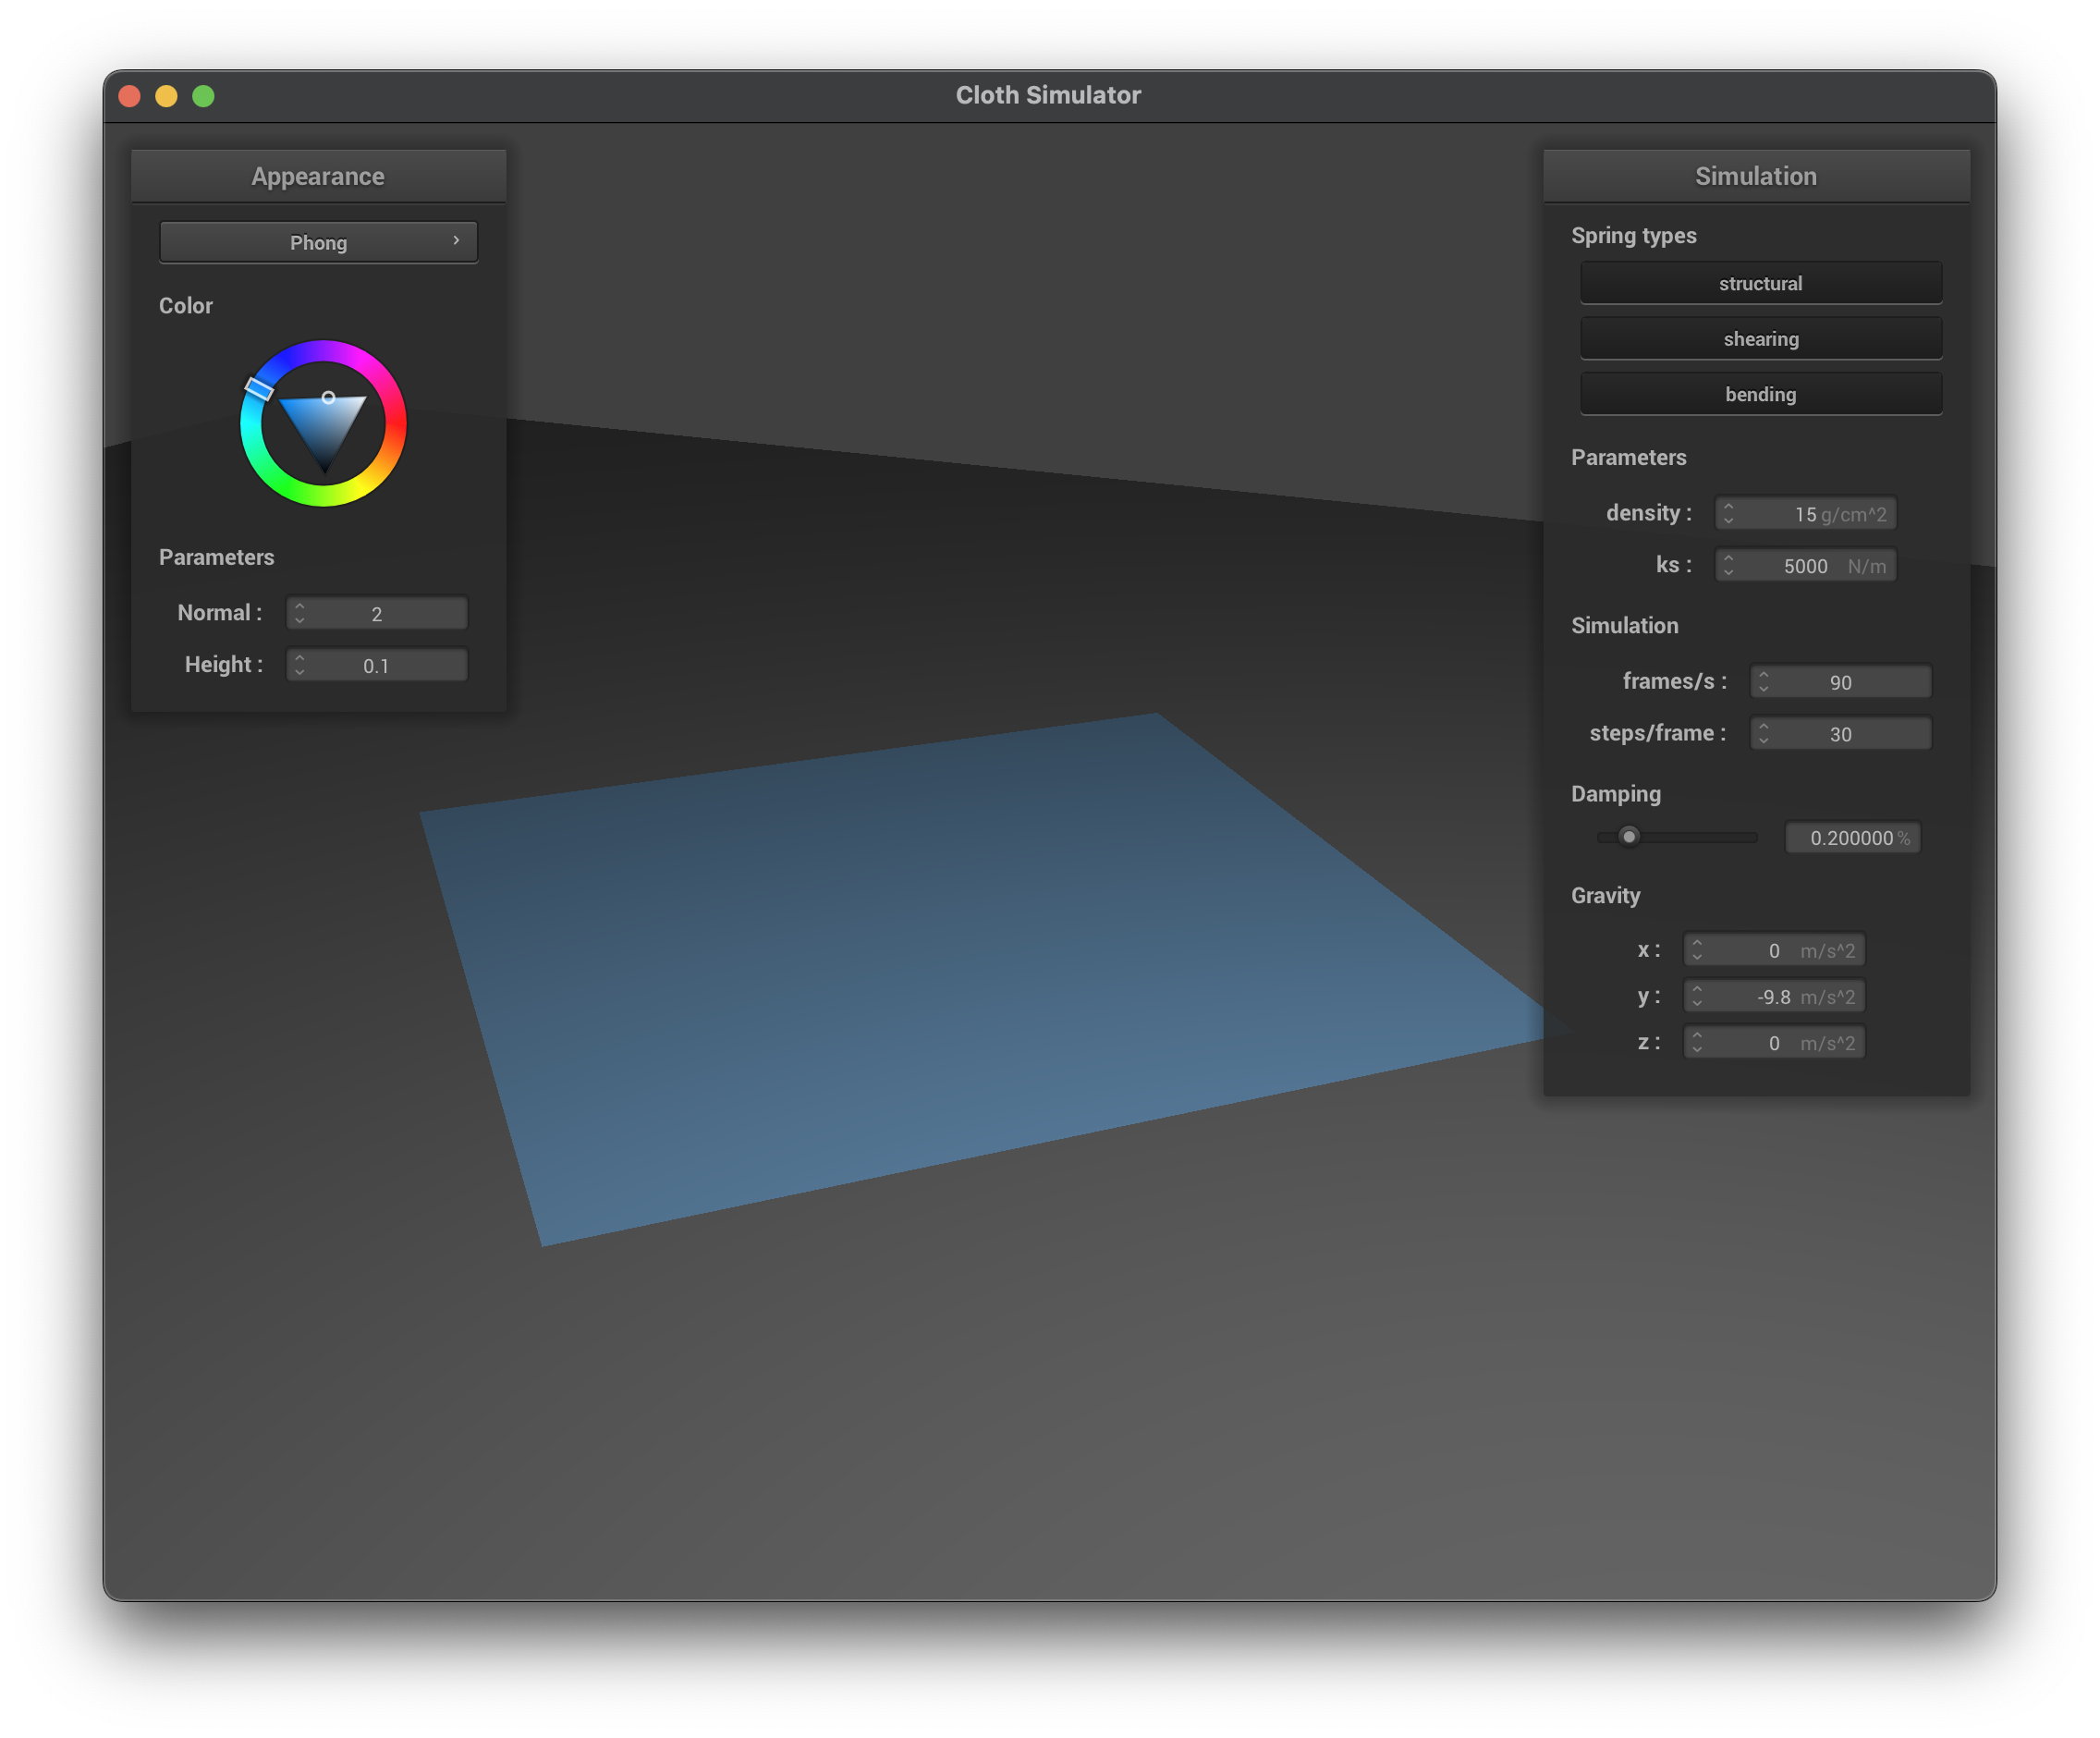 Cloth Simulator
Appearance
Phong
Color
Parameters
Normal : 2
Height : 0.1
Simulation
Spring types
structural
shearing
bending
Parameters
density : 15 g/cm^2
ks : 5000 N/m
Simulation
frames/s : 90
steps/frame : 30
Damping
0.200000 %
Gravity
x : 0 m/s^2
y : -9.8 m/s^2
z : 0 m/s^2